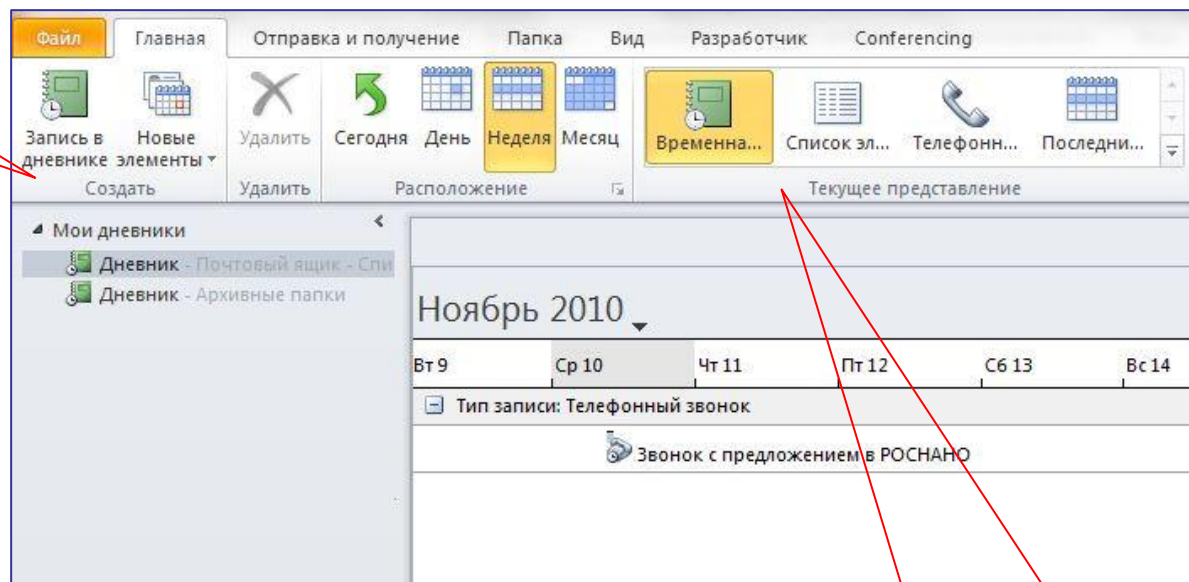 Файл Главная Отправка и получение Папка Вид Разработчик Conferencing
Запись в дневнике Новые элементы Удалить Сегодня День Неделя Месяц Временна... Список эл... Телефонн... Последни...
Создать Удалить Расположение Текущее представление
Мои дневники
Дневник - Почтовый ящик - Спи
Дневник - Архивные папки
Ноябрь 2010
Вт 9 Ср 10 Чт 11 Пт 12 Сб 13 Вс 14
Тип записи: Телефонный звонок
Звонок с предложением в РОСНАНО